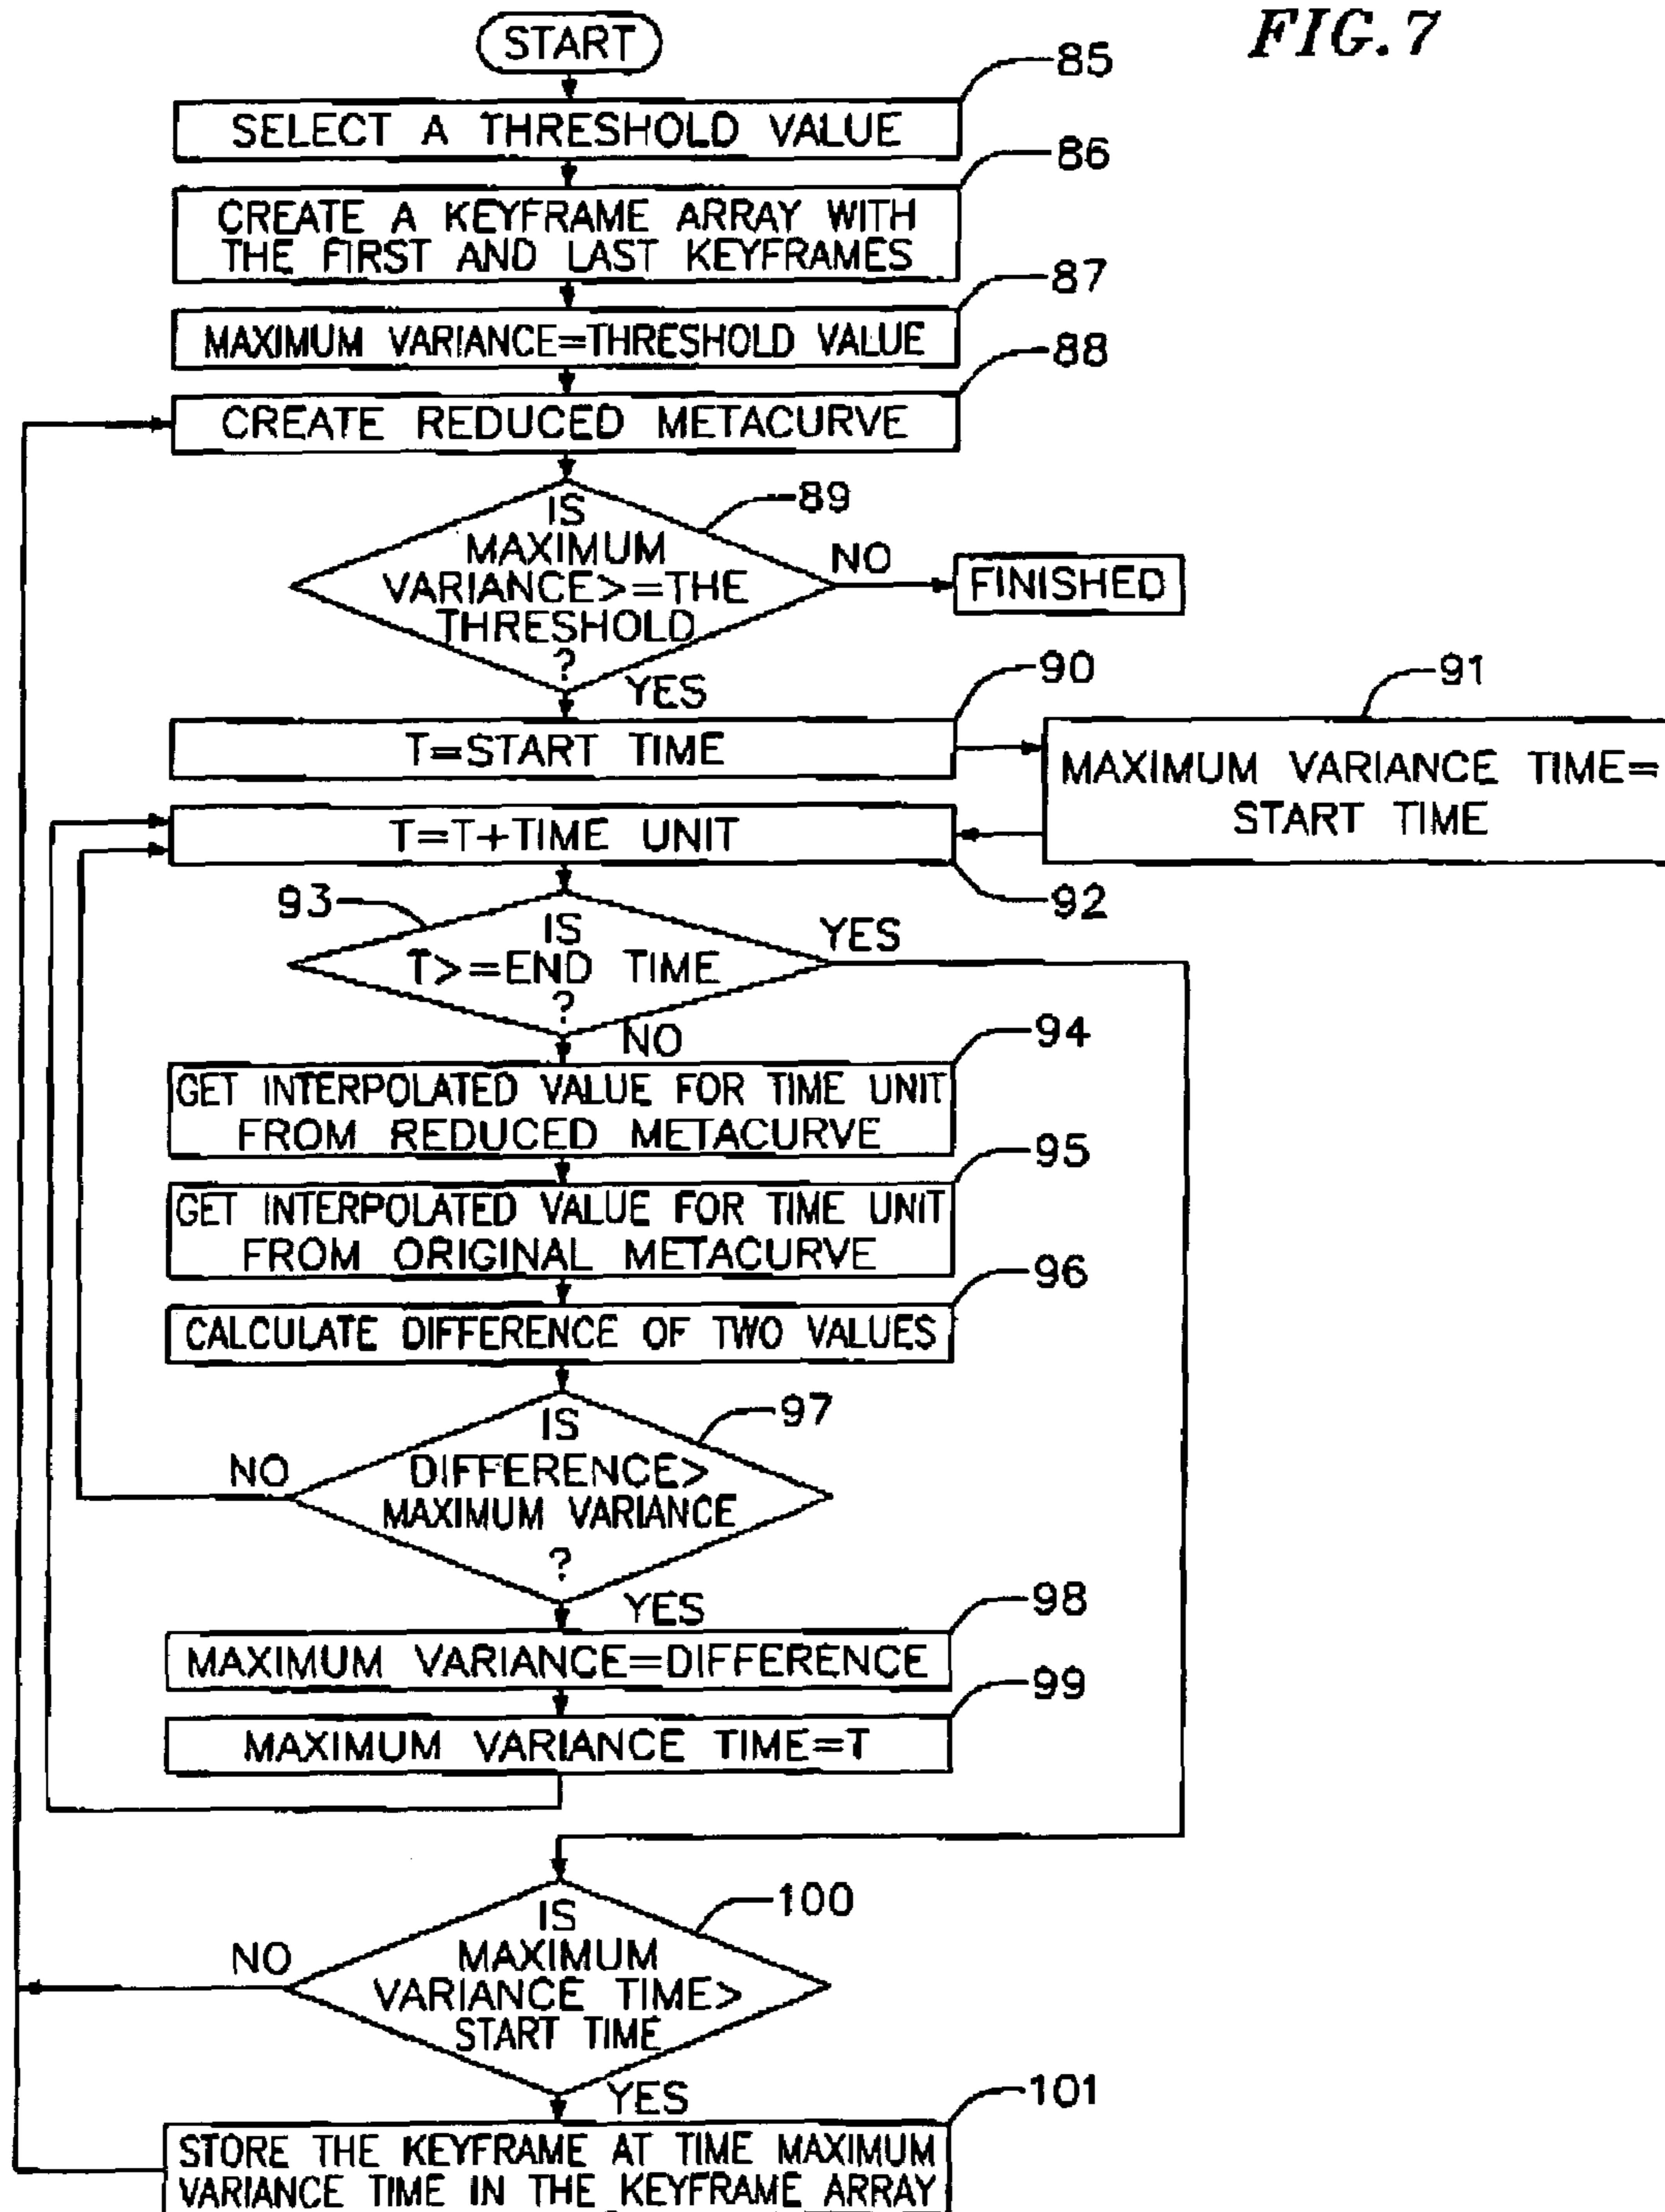 FIG. 7
START
85
SELECT A THRESHOLD VALUE
86
CREATE A KEYFRAME ARRAY WITH
THE FIRST AND LAST KEYFRAMES
87
MAXIMUM VARIANCE=THRESHOLD VALUE
88
CREATE REDUCED METACURVE
89
IS
MAXIMUM
VARIANCE>=THE
THRESHOLD
?
NO
FINISHED
YES
90
T=START TIME
91
MAXIMUM VARIANCE TIME=
START TIME
T=T+TIME UNIT
92
93
IS
T>=END TIME
?
YES
NO
94
GET INTERPOLATED VALUE FOR TIME UNIT
FROM REDUCED METACURVE
95
GET INTERPOLATED VALUE FOR TIME UNIT
FROM ORIGINAL METACURVE
96
CALCULATE DIFFERENCE OF TWO VALUES
97
IS
DIFFERENCE>
MAXIMUM VARIANCE
?
NO
YES
98
MAXIMUM VARIANCE=DIFFERENCE
99
MAXIMUM VARIANCE TIME=T
100
IS
MAXIMUM
VARIANCE TIME>
START TIME
NO
YES
101
STORE THE KEYFRAME AT TIME MAXIMUM
VARIANCE TIME IN THE KEYFRAME ARRAY